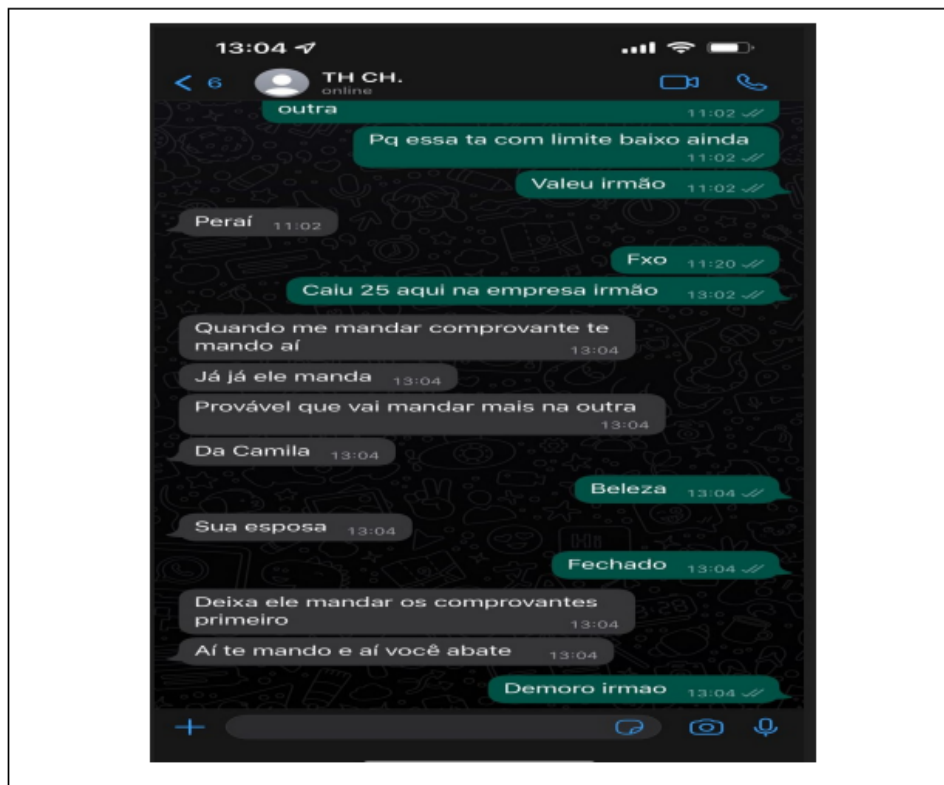 13:04
6
TH CH.
online
outra
11:02
Pq essa ta com limite baixo ainda
11:02
Valeu irmão 11:02
Peraí 11:02
Fxo 11:20
Caiu 25 aqui na empresa irmão 13:02
Quando me mandar comprovante te
mando aí 13:04
Já já ele manda 13:04
Provável que vai mandar mais na outra
13:04
Da Camila 13:04
Beleza 13:04
Sua esposa 13:04
Fechado 13:04
Deixa ele mandar os comprovantes
primeiro 13:04
Aí te mando e aí você abate 13:04
Demoro irmao 13:04